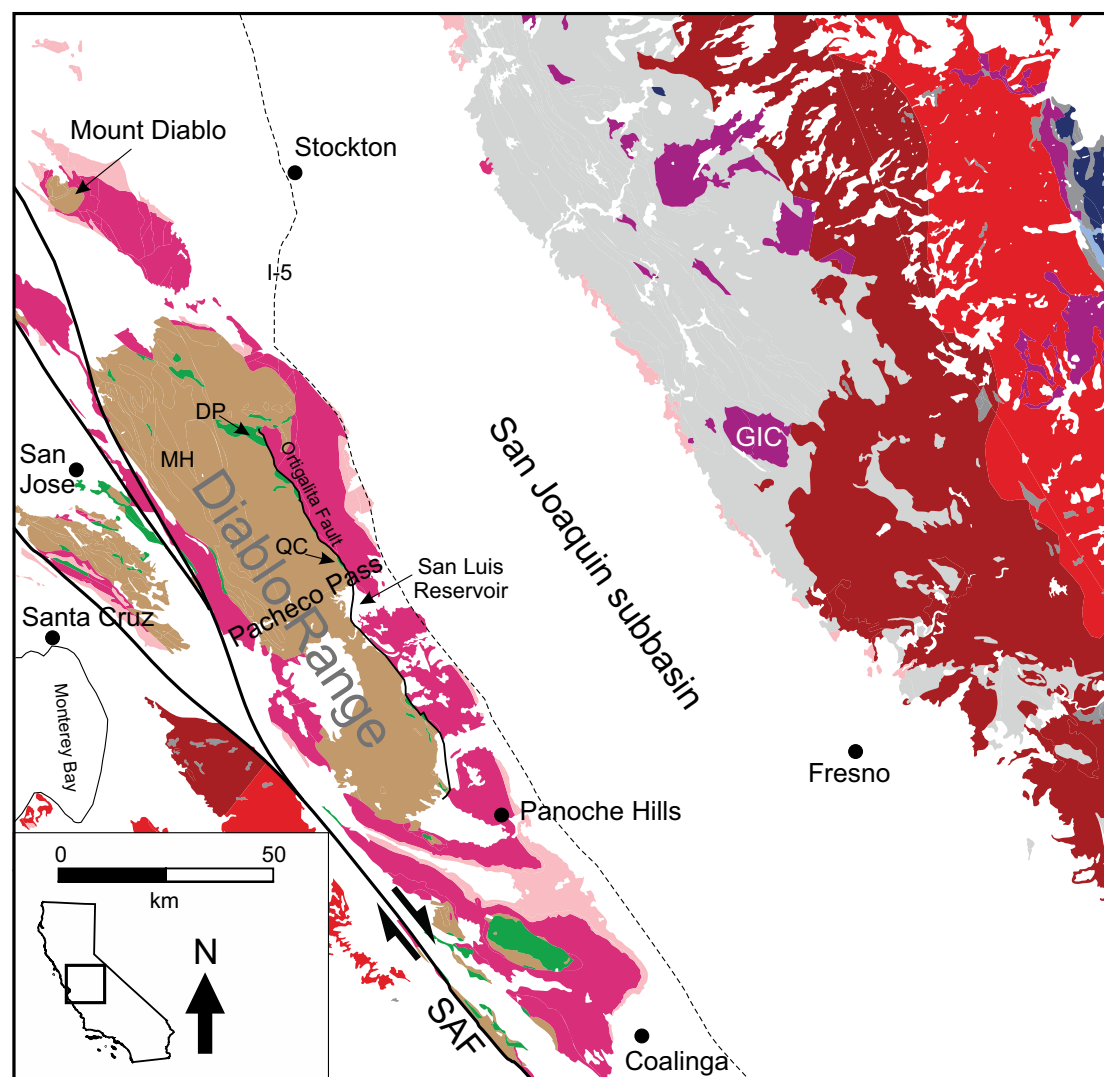 Mount Diablo
Stockton
I-5
DP
GIC
MH
San
Jose
Ortigalita Fault
Diablo Range
San Joaquin subbasin
QC
San Luis
Reservoir
Pacheco Pass
Santa Cruz
Monterey Bay
Fresno
Panoche Hills
0
50
km
N
SAF
Coalinga